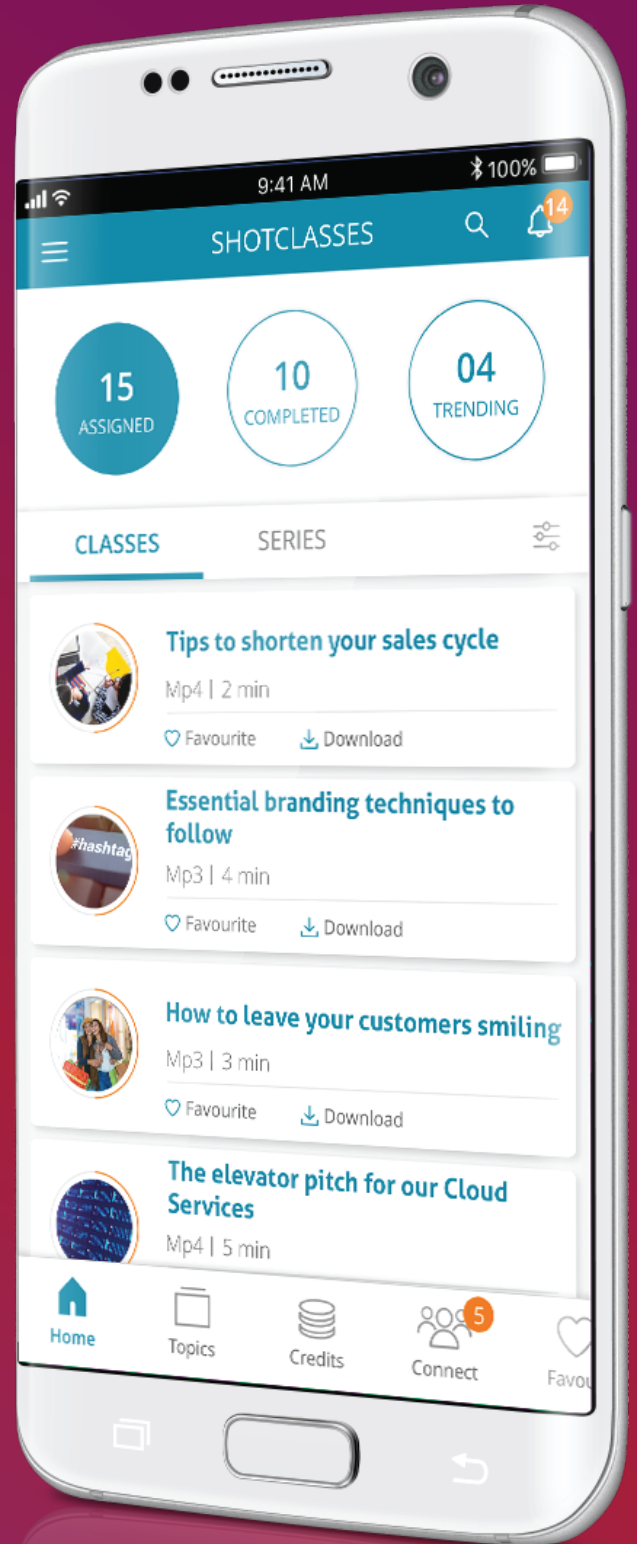 9:41 AM
100%
SHOTCLASSES
14
15
ASSIGNED
10
COMPLETED
04
TRENDING
CLASSES
SERIES
Tips to shorten your sales cycle
Mp4 | 2 min
Favourite
Download
#hashtag
Essential branding techniques to
follow
Mp3 | 4 min
Favourite
Download
How to leave your customers smiling
Mp3 | 3 min
Favourite
Download
The elevator pitch for our Cloud
Services
Mp4 | 5 min
Home
Topics
Credits
5
Connect
Favou